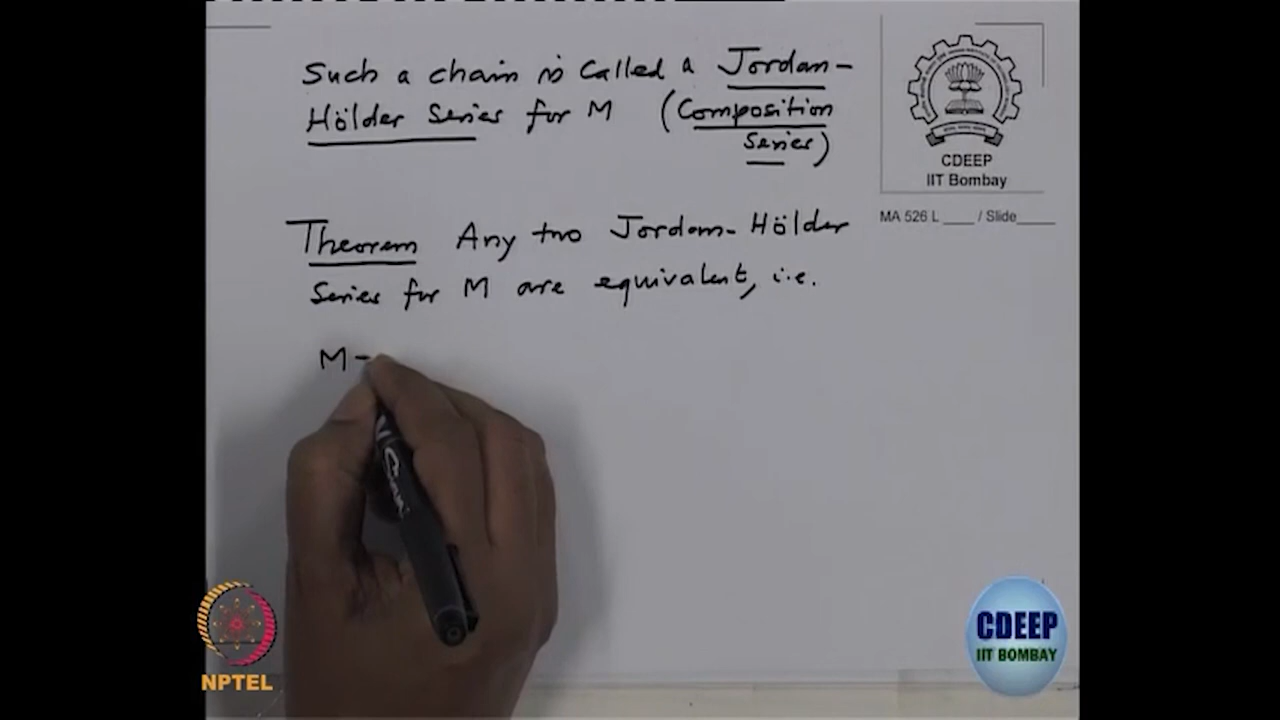 Such a chain is called a Jordan-
Hölder Series for M (Composition
Series)
CDEEP
IIT Bombay
MA 526 L ____ / Slide____
Theorem Any two Jordan-Hölder
Series for M are equivalent, i.e.
M -
CDEEP
IIT BOMBAY
NPTEL